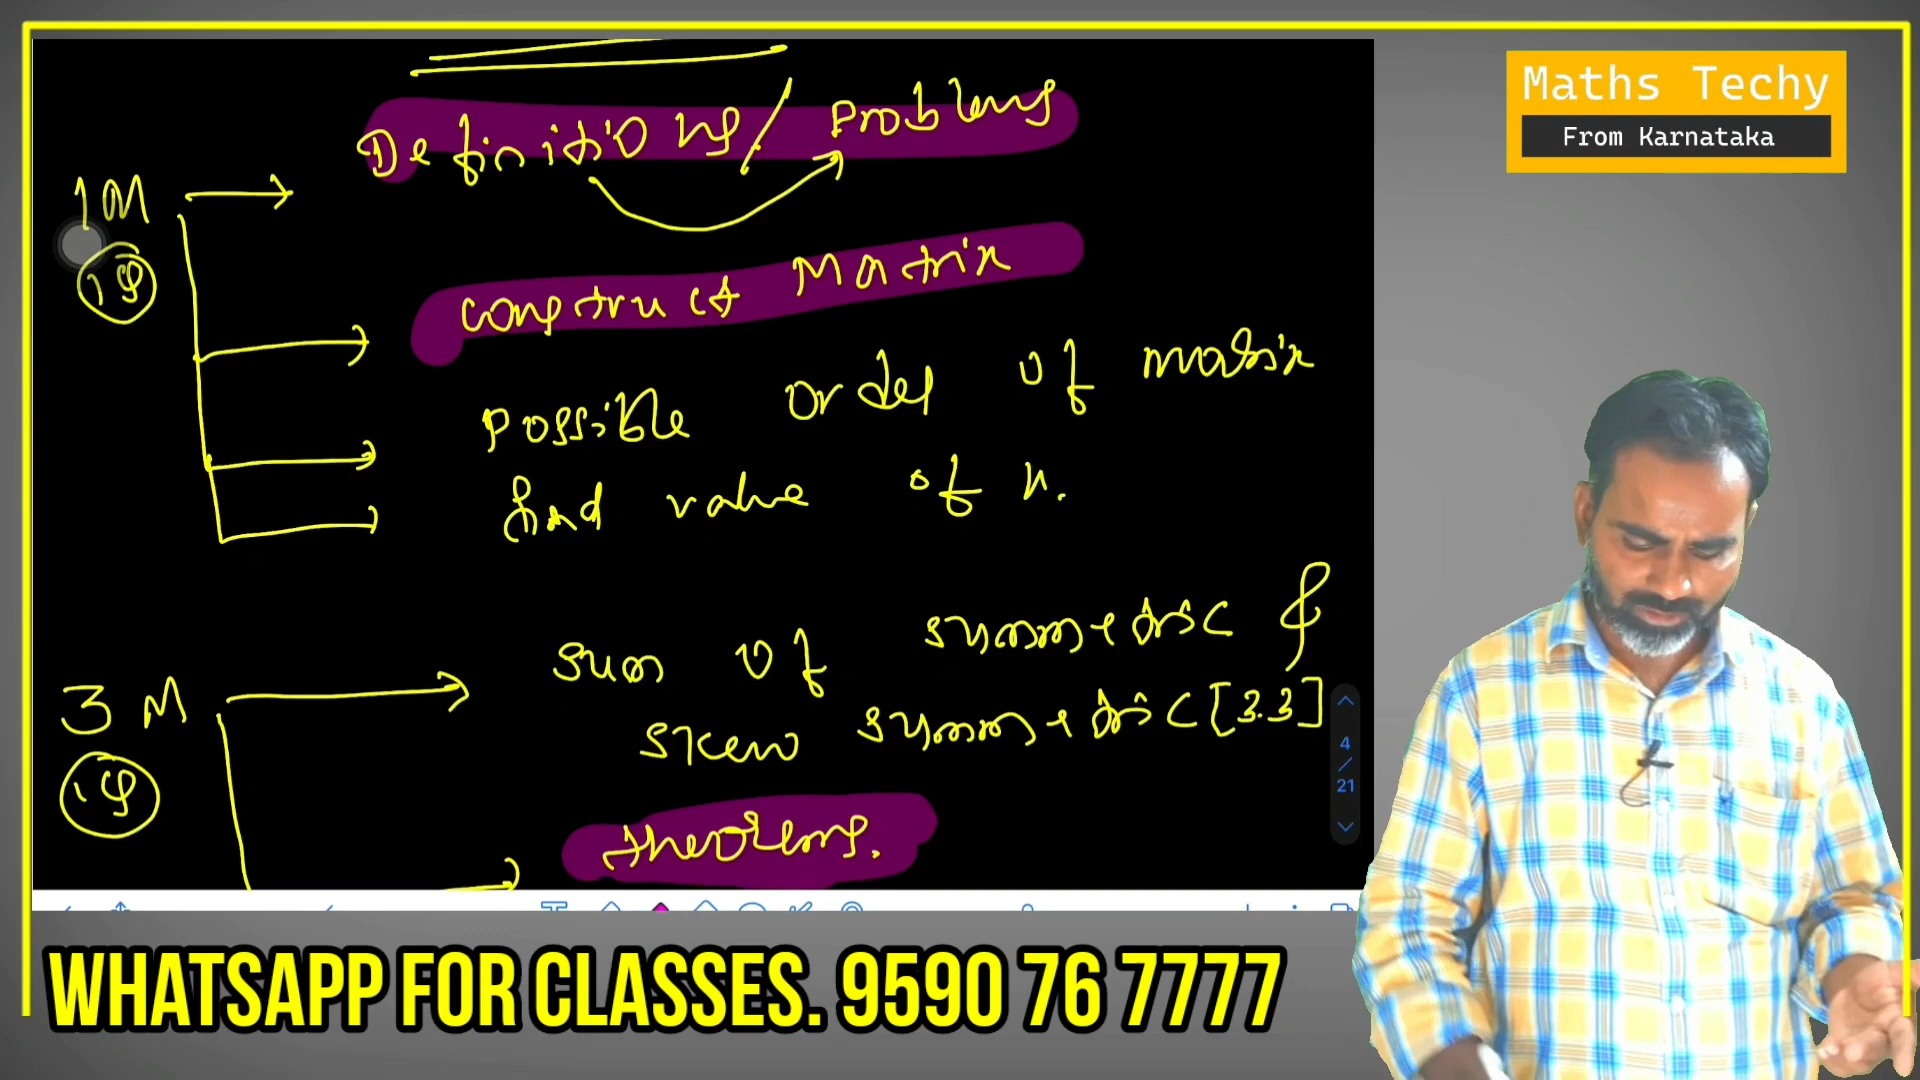 Definitions/Problems
1M
1Q
Construct Matrix
Possible order of matrix
find value of x.
3M
1Q
sum of symmetric &
skew symmetric [3.3]
theorems.
4
/
21
Maths Techy
From Karnataka
WHATSAPP FOR CLASSES. 9590 76 7777